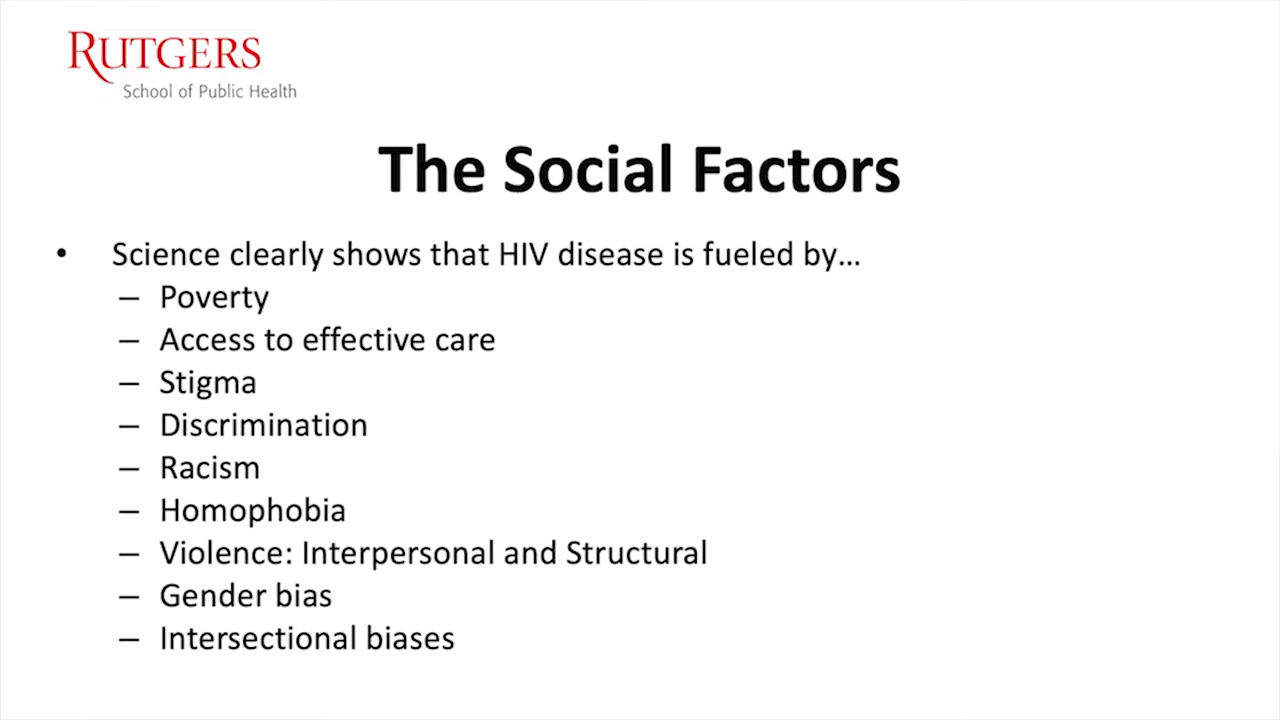 RUTGERS
School of Public Health
The Social Factors
• Science clearly shows that HIV disease is fueled by...
– Poverty
– Access to effective care
– Stigma
– Discrimination
– Racism
– Homophobia
– Violence: Interpersonal and Structural
– Gender bias
– Intersectional biases